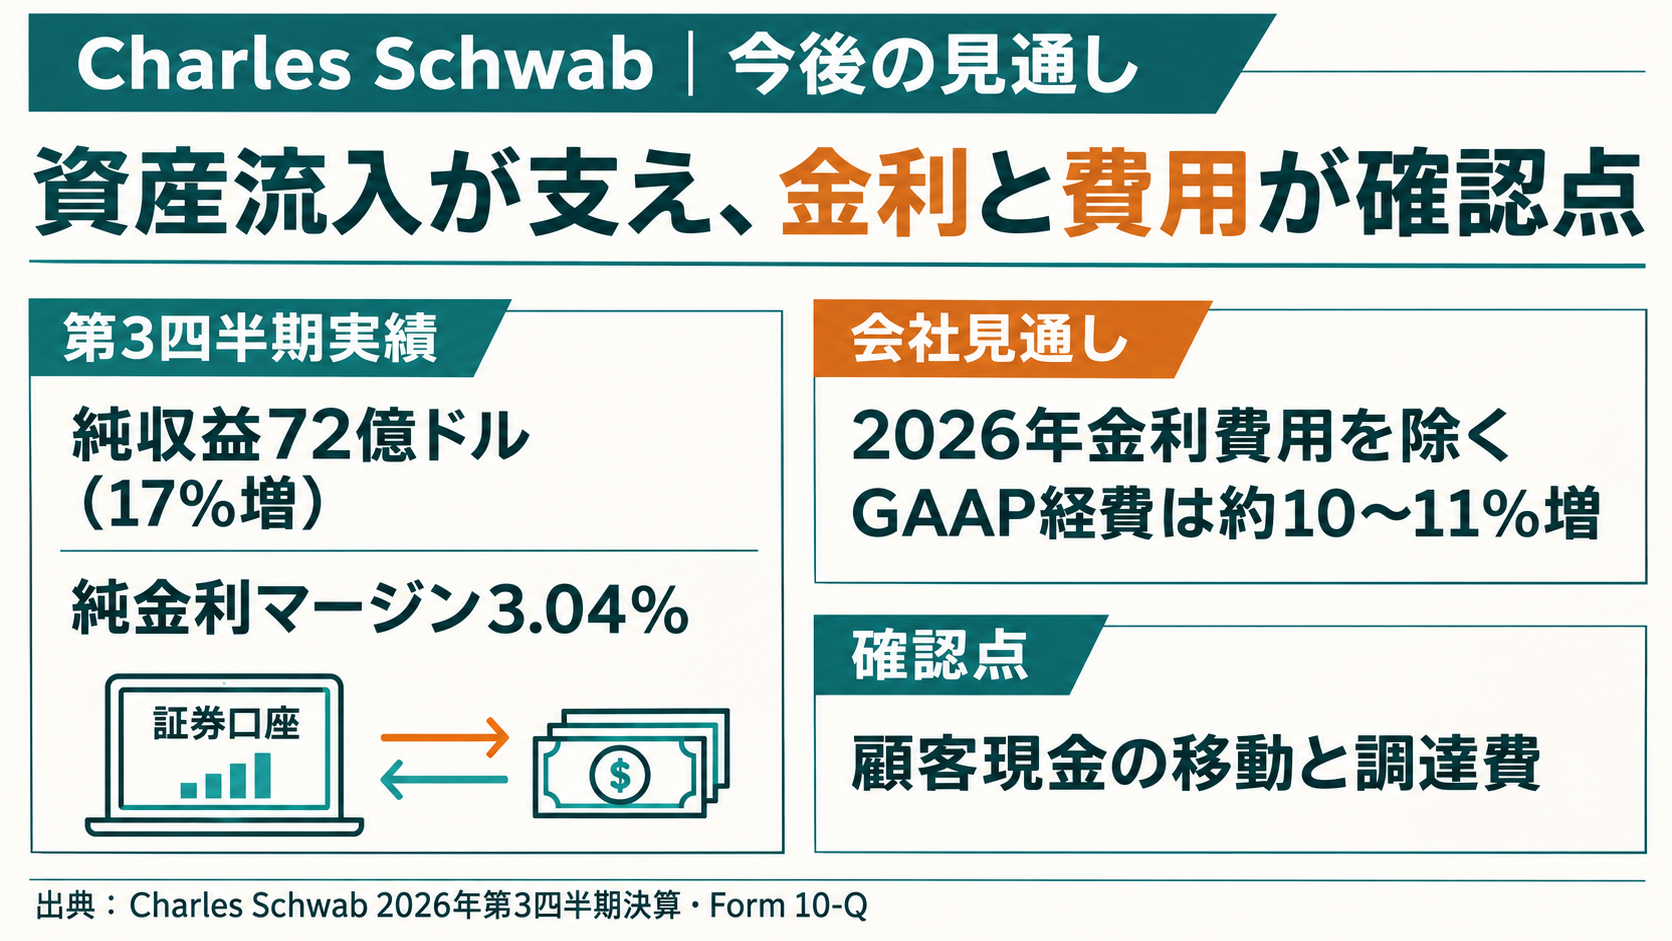 Charles Schwab｜今後の見通し
資産流入が支え、金利と費用が確認点
第3四半期実績
純収益72億ドル
（17％増）
純金利マージン3.04％
証券口座
$
会社見通し
2026年金利費用を除く
GAAP経費は約10〜11％増
確認点
顧客現金の移動と調達費
出典：Charles Schwab 2026年第3四半期決算・Form 10-Q